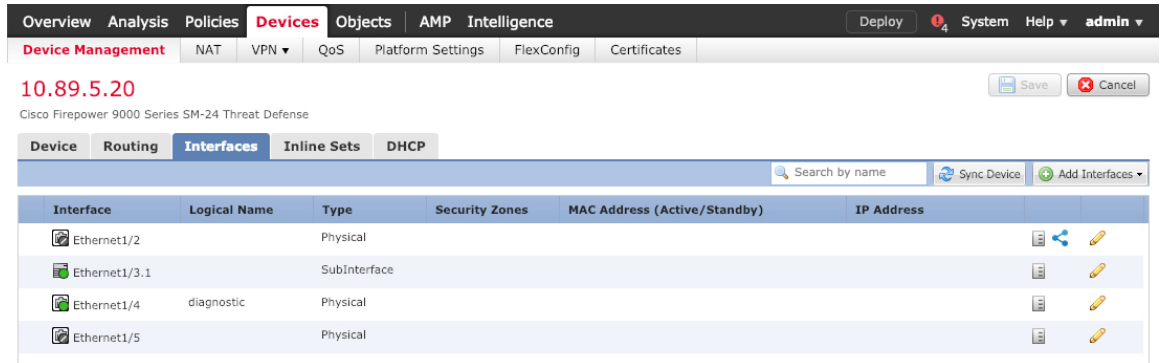 Overview Analysis Policies Devices Objects AMP Intelligence Deploy 4 System Help admin
Device Management NAT VPN QoS Platform Settings FlexConfig Certificates
10.89.5.20
Save Cancel
Cisco Firepower 9000 Series SM-24 Threat Defense
Device Routing Interfaces Inline Sets DHCP
Search by name Sync Device Add Interfaces
Interface Logical Name Type Security Zones MAC Address (Active/Standby) IP Address
Ethernet1/2 Physical
Ethernet1/3.1 SubInterface
Ethernet1/4 diagnostic Physical
Ethernet1/5 Physical